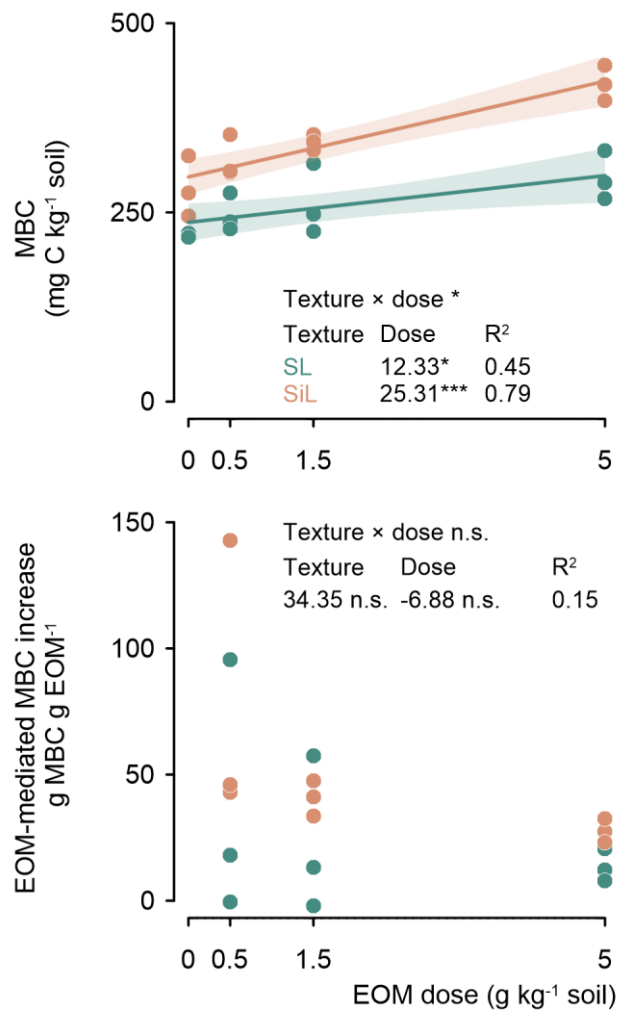 500
250
0
MBC
(mg C kg⁻¹ soil)
Texture × dose *
Texture Dose R²
SL 12.33* 0.45
SiL 25.31*** 0.79
0 0.5 1.5 5
150
100
50
0
EOM-mediated MBC increase
g MBC g EOM⁻¹
Texture × dose n.s.
Texture Dose R²
34.35 n.s. -6.88 n.s. 0.15
0 0.5 1.5 5
EOM dose (g kg⁻¹ soil)